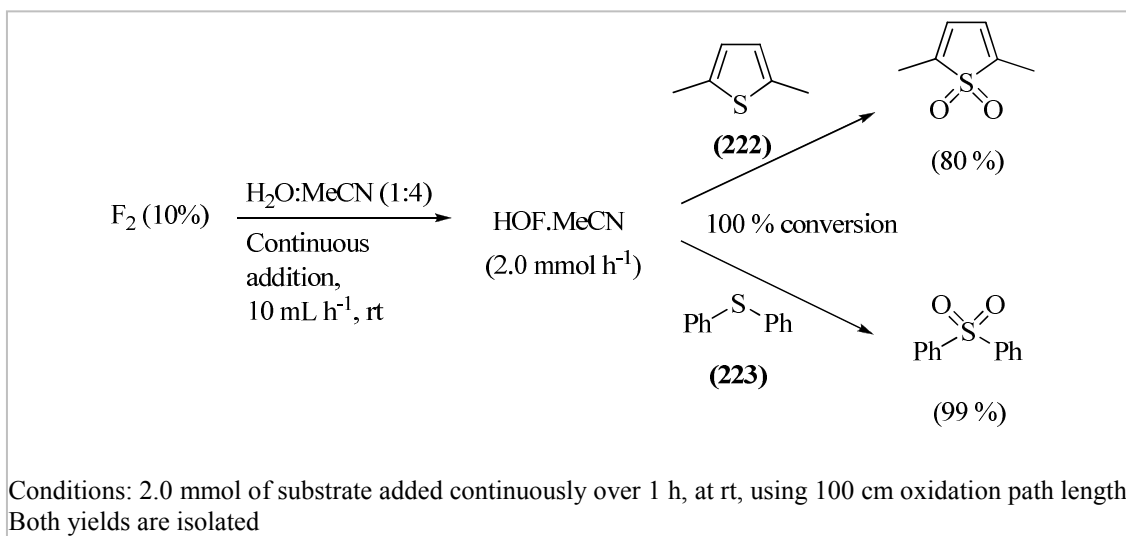 S
(222)
S
O O
(80 %)
F₂ (10%)
H₂O:MeCN (1:4)
Continuous
addition,
10 mL h⁻¹, rt
HOF.MeCN
(2.0 mmol h⁻¹)
100 % conversion
Ph S Ph
(223)
O O
S
Ph Ph
(99 %)
Conditions: 2.0 mmol of substrate added continuously over 1 h, at rt, using 100 cm oxidation path length
Both yields are isolated